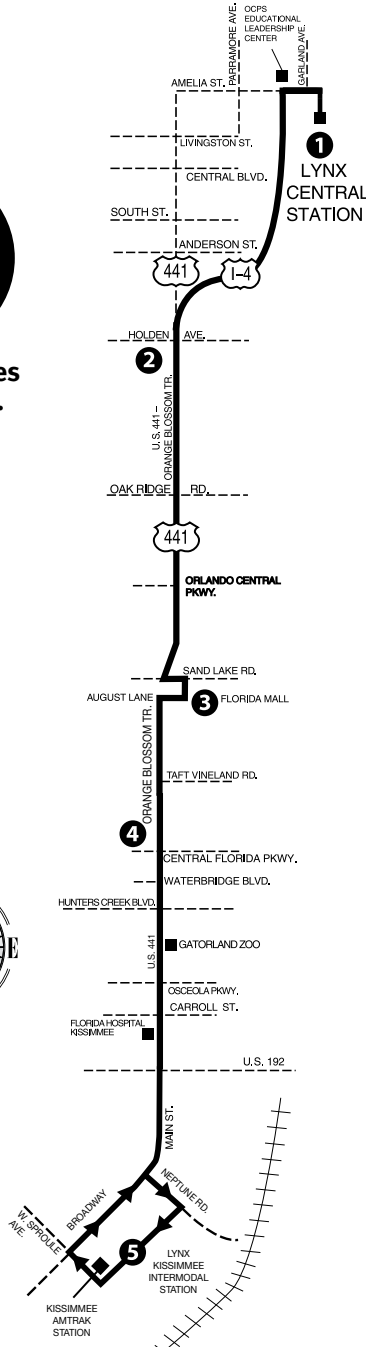 OCPS
EDUCATIONAL
LEADERSHIP
CENTER
PARRAMORE AVE.
GARLAND AVE.
AMELIA ST.
1
LYNX
CENTRAL
STATION
LIVINGSTON ST.
CENTRAL BLVD.
SOUTH ST.
ANDERSON ST.
441
I-4
HOLDEN AVE.
2
es
.
U.S. 441–
ORANGE BLOSSOM TR.
OAK RIDGE RD.
441
ORLANDO CENTRAL
PKWY.
SAND LAKE RD.
AUGUST LANE
3
FLORIDA MALL
ORANGE BLOSSOM TR.
TAFT VINELAND RD.
4
CENTRAL FLORIDA PKWY.
WATERBRIDGE BLVD.
HUNTERS CREEK BLVD.
E
U.S. 441
GATORLAND ZOO
OSCEOLA PKWY.
CARROLL ST.
FLORIDA HOSPITAL
KISSIMMEE
U.S. 192
MAIN ST.
NEPTUNE RD.
BROADWAY
W. SPROULE
AVE.
5
LYNX
KISSIMMEE
INTERMODAL
STATION
KISSIMMEE
AMTRAK
STATION